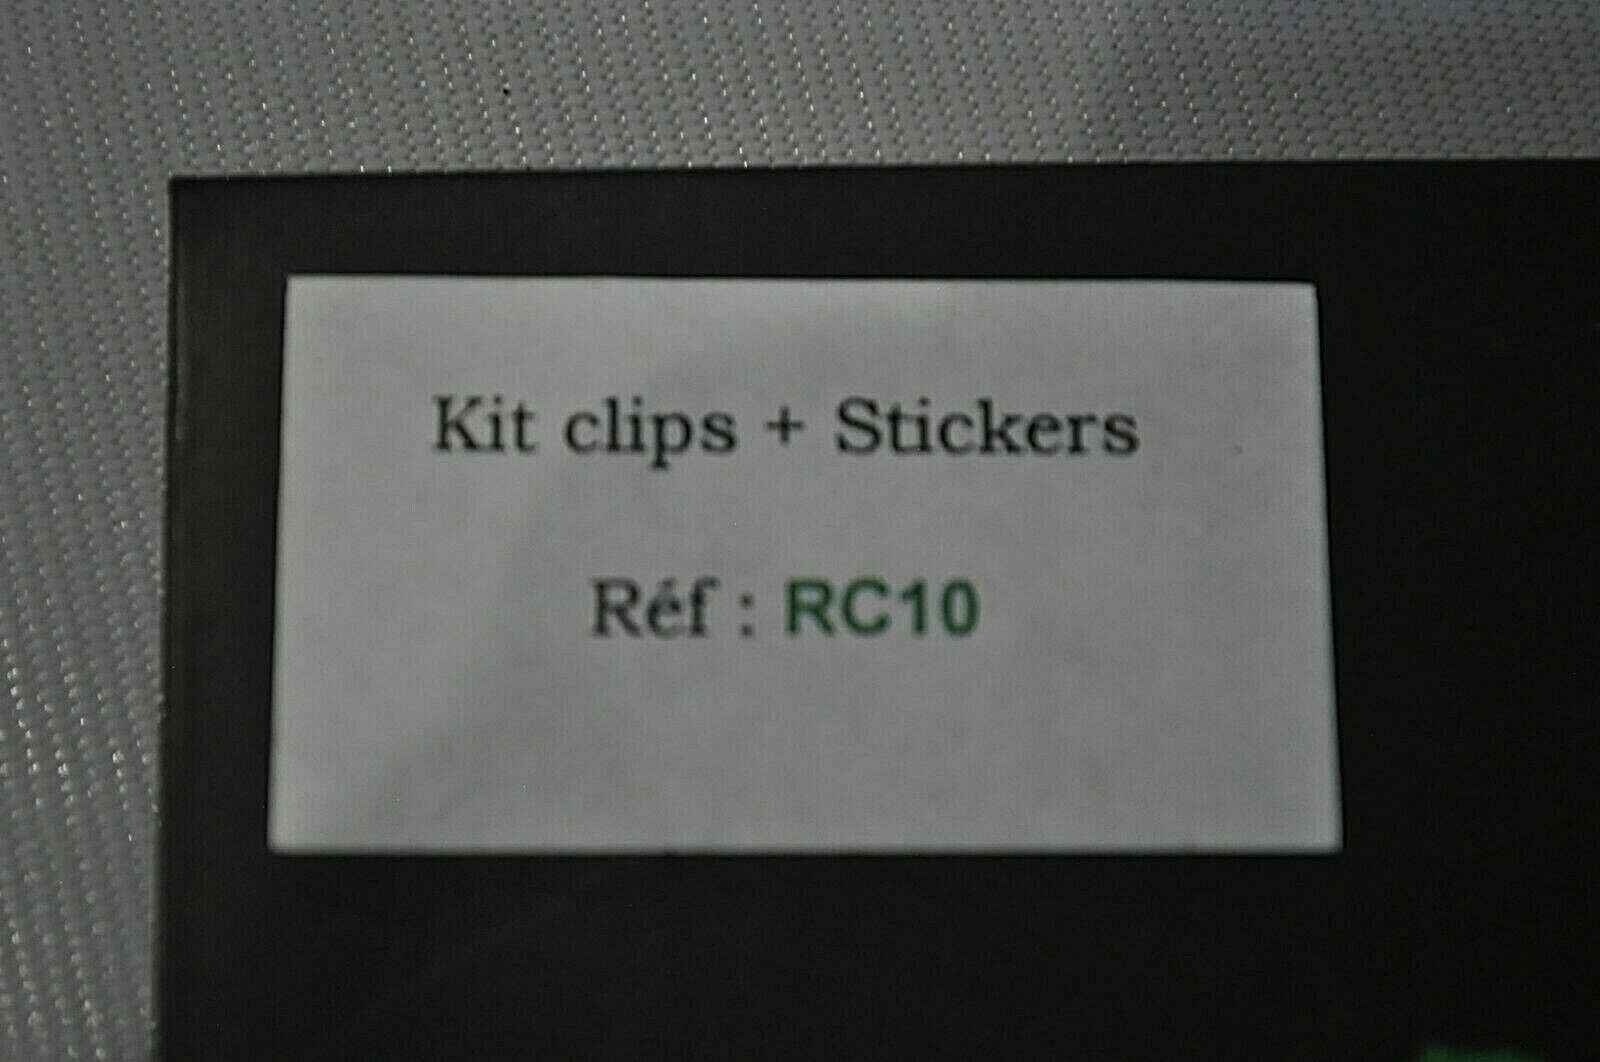 Kit clips + Stickers
Réf : RC10